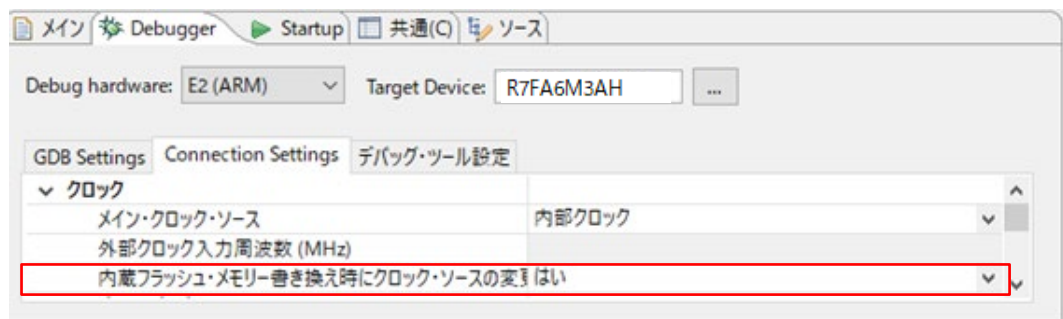 メイン Debugger Startup 共通(C) ソース
Debug hardware: E2 (ARM) Target Device: R7FA6M3AH ...
GDB Settings Connection Settings デバッグ・ツール設定
クロック
メイン・クロック・ソース 内部クロック
外部クロック入力周波数 (MHz)
内蔵フラッシュ・メモリー書き換え時にクロック・ソースの変更 はい